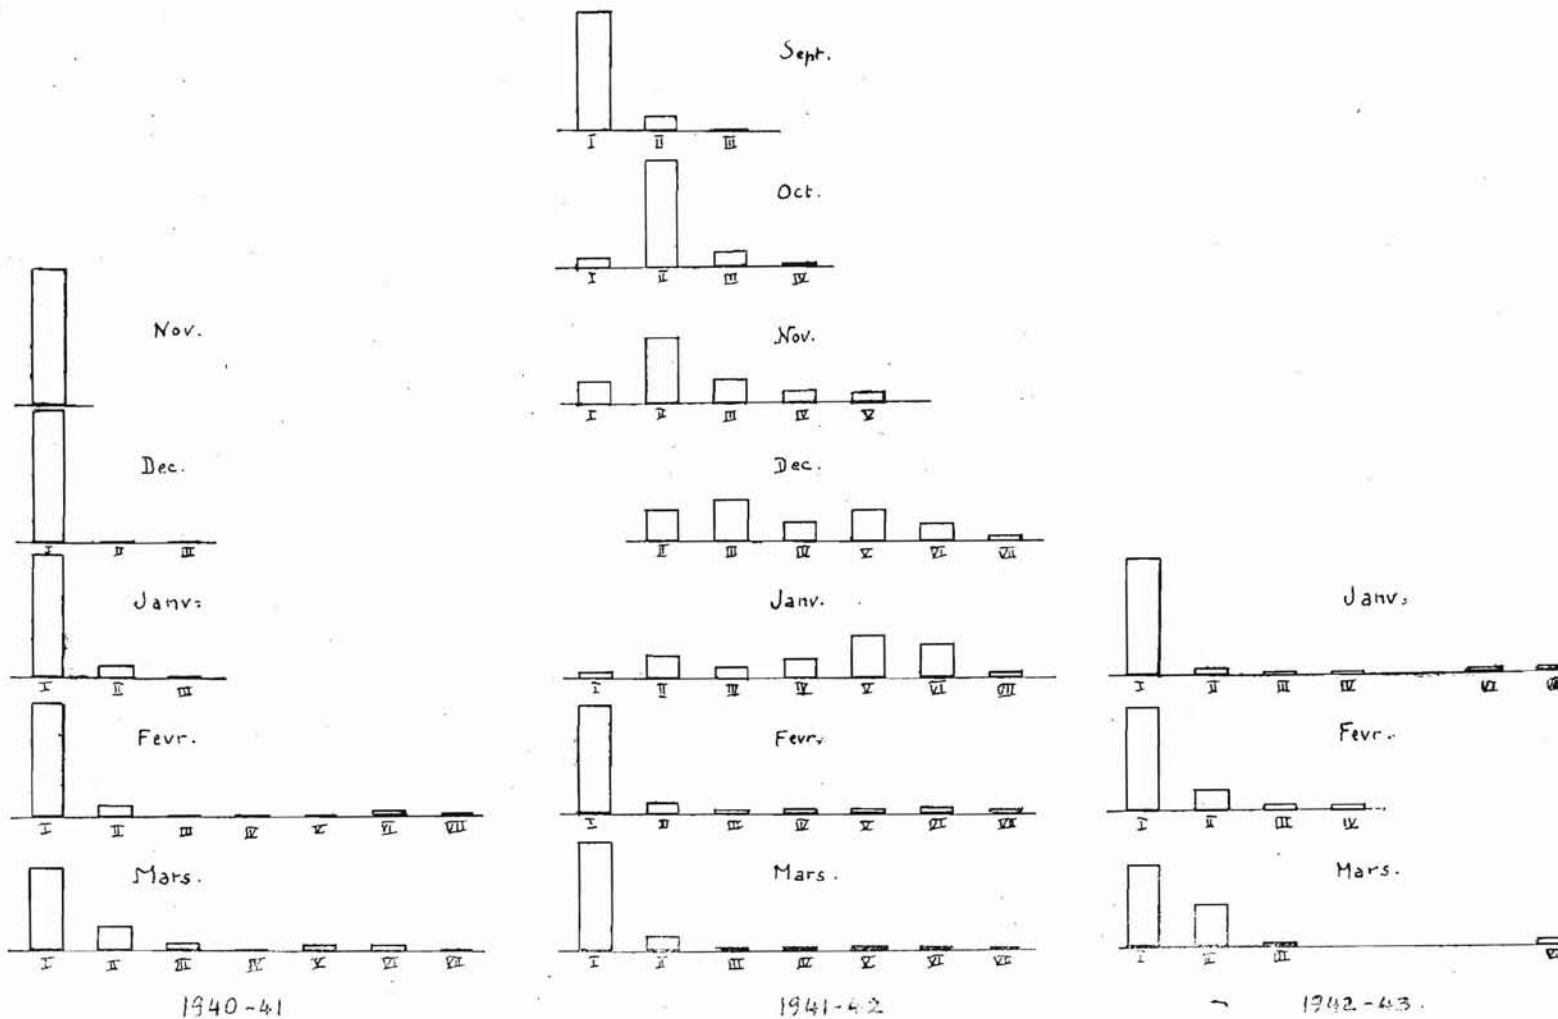 Nov.
Dec.
I II III
Janv.
I II III
Fevr.
I II III IV V VI VII
Mars.
I II III IV V VI VII
1940-41
Sept.
I II III
Oct.
I II III IV
Nov.
I II III IV V
Dec.
II III IV V VI VII
Janv.
I II III IV V VI VII
Fevr.
I II III IV V VI VII
Mars.
I II III IV V VI VII
1941-42
Janv.
I II III IV VI
Fevr.
I II III IV
Mars.
I II III
1942-43.